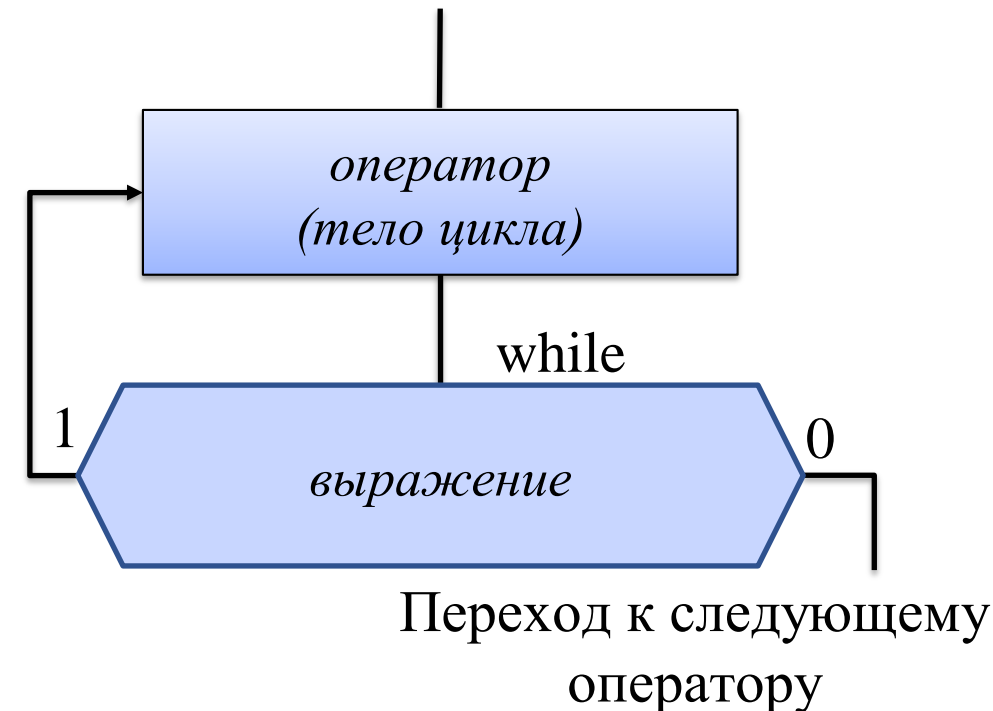 оператор
(тело цикла)
while
1
0
выражение
Переход к следующему
оператору